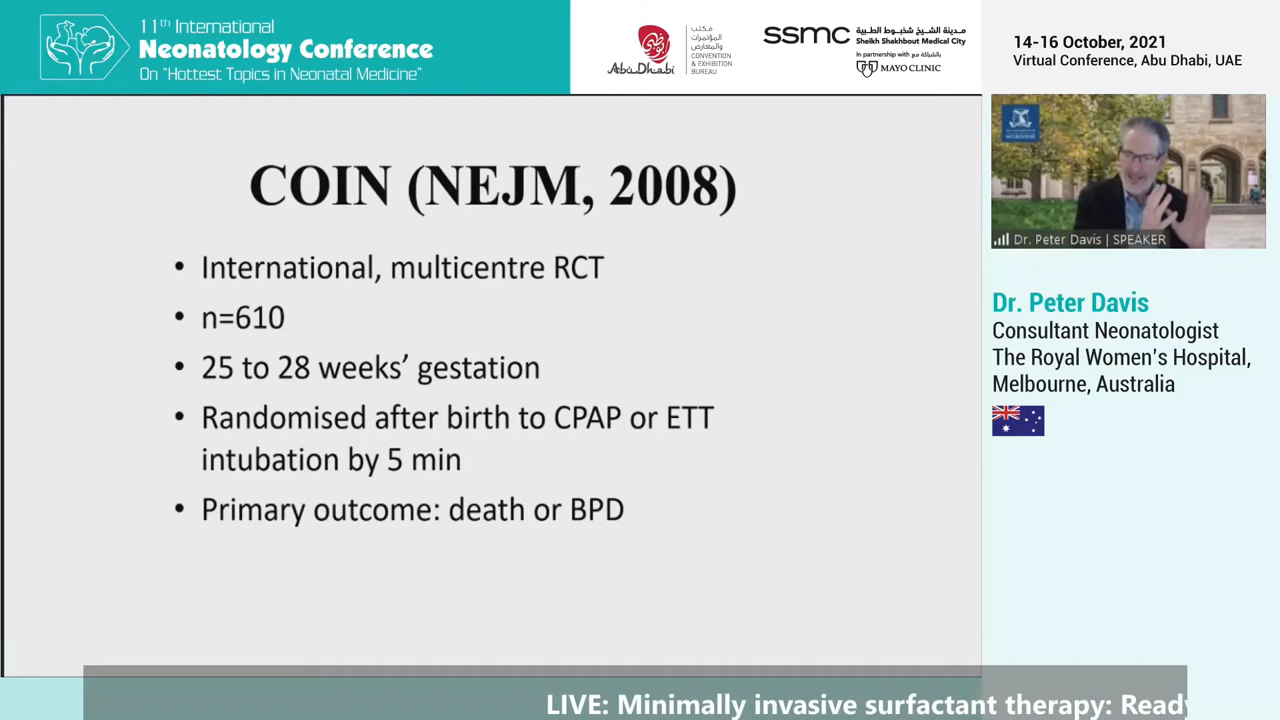 11th International
Neonatology Conference
On “Hottest Topics in Neonatal Medicine”
Abu Dhabi
مكتب
المؤتمرات
والمعارض
CONVENTION
& EXHIBITION
BUREAU
ssmc
مدينة الشيخ شخبوط الطبية
Sheikh Shakhbout Medical City
In partnership with بالشراكة مع
MAYO CLINIC
14-16 October, 2021
Virtual Conference, Abu Dhabi, UAE
COIN (NEJM, 2008)
• International, multicentre RCT
• n=610
• 25 to 28 weeks’ gestation
• Randomised after birth to CPAP or ETT
intubation by 5 min
• Primary outcome: death or BPD
Dr. Peter Davis | SPEAKER
Dr. Peter Davis
Consultant Neonatologist
The Royal Women's Hospital,
Melbourne, Australia
LIVE: Minimally invasive surfactant therapy: Ready